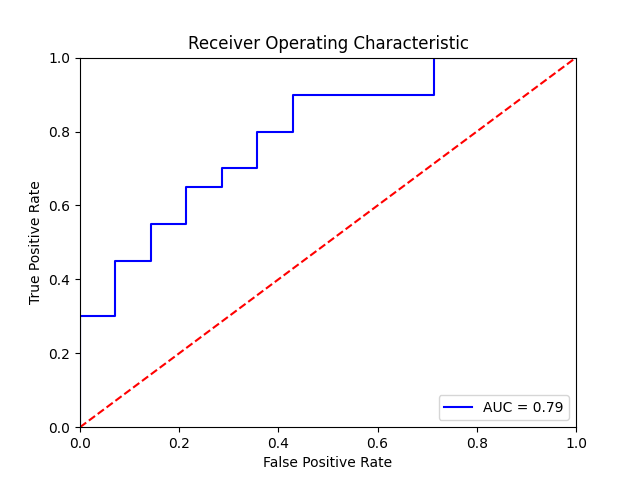 Receiver Operating Characteristic
True Positive Rate
1.0
0.8
0.6
0.4
0.2
0.0
AUC = 0.79
0.0 0.2 0.4 0.6 0.8 1.0
False Positive Rate